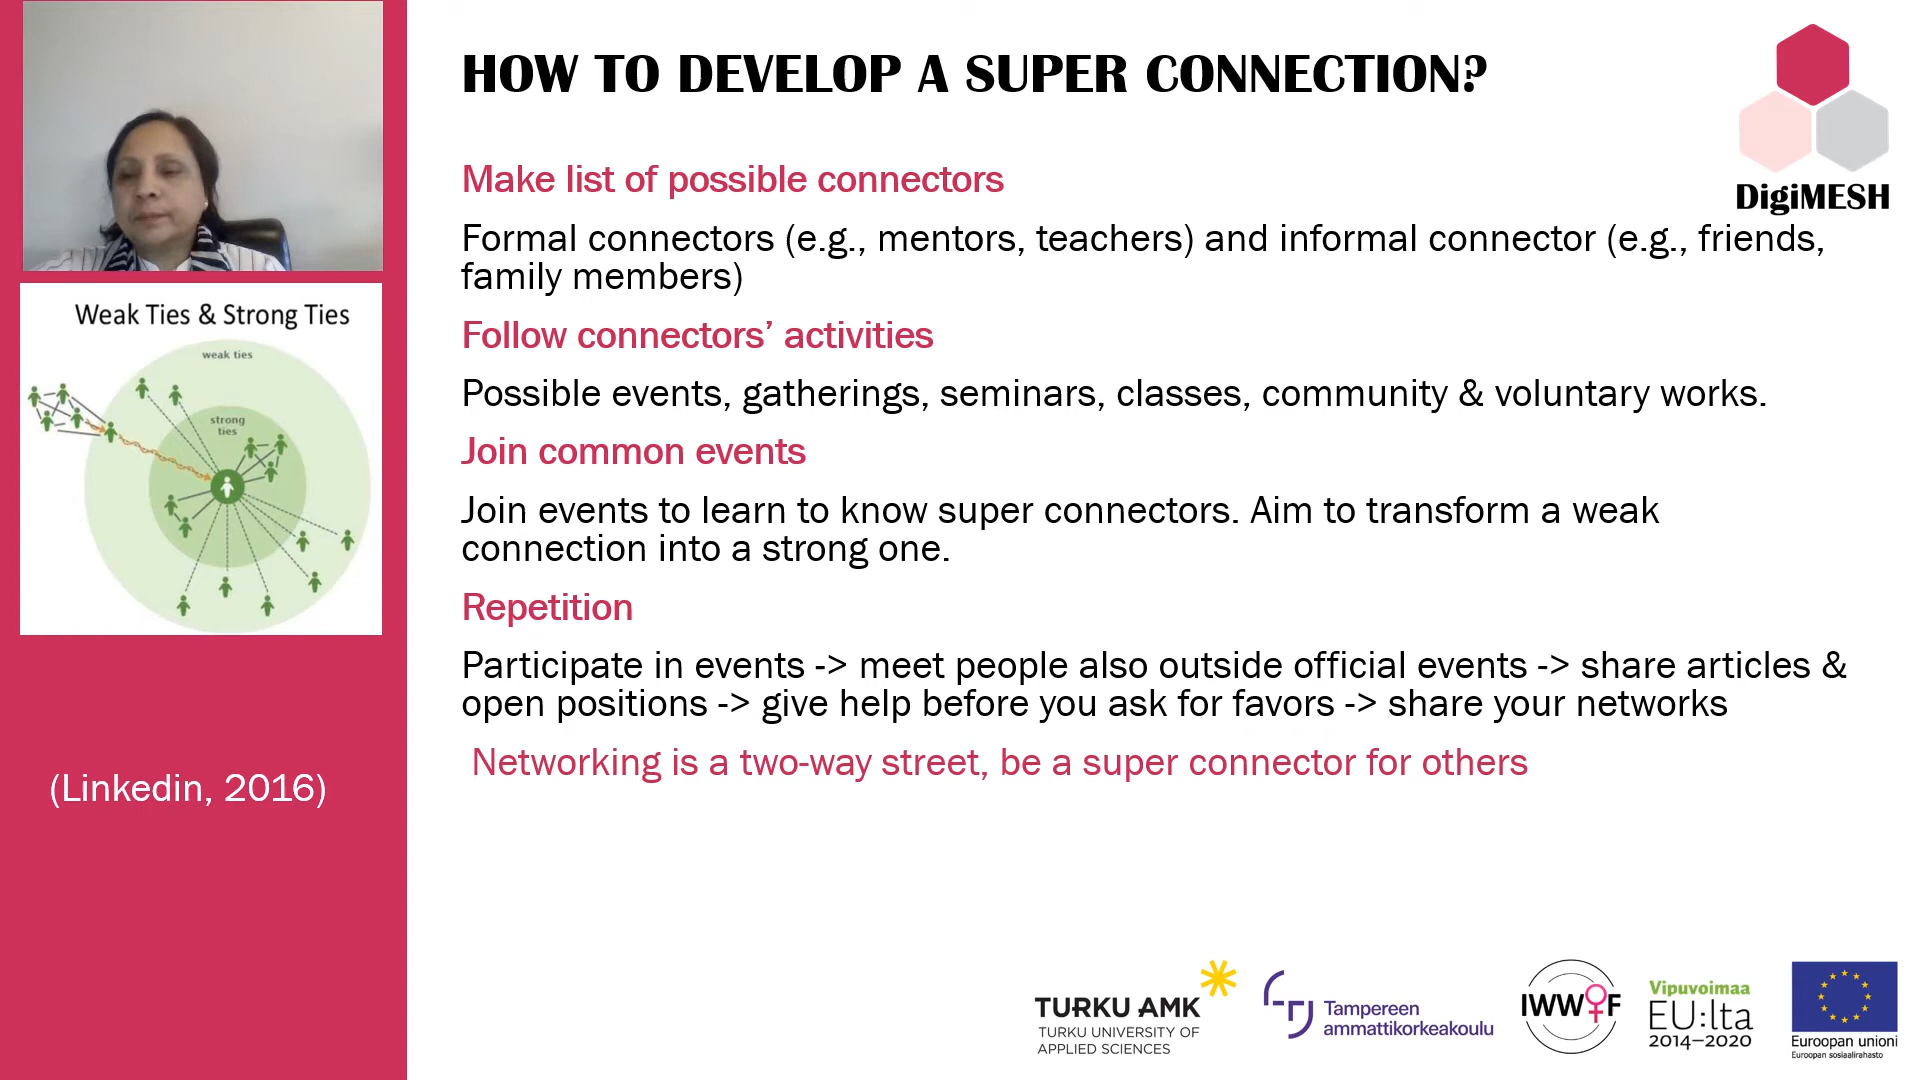 HOW TO DEVELOP A SUPER CONNECTION?
Make list of possible connectors
Formal connectors (e.g., mentors, teachers) and informal connector (e.g., friends,
family members)
Follow connectors’ activities
Possible events, gatherings, seminars, classes, community & voluntary works.
Join common events
Join events to learn to know super connectors. Aim to transform a weak
connection into a strong one.
Repetition
Participate in events -> meet people also outside official events -> share articles &
open positions -> give help before you ask for favors -> share your networks
Networking is a two-way street, be a super connector for others
DigiMESH
Weak Ties & Strong Ties
weak ties
strong
ties
(Linkedin, 2016)
TURKU AMK
TURKU UNIVERSITY OF
APPLIED SCIENCES
Tampereen
ammattikorkeakoulu
IWWOF
Vipuvoimaa
EU:lta
2014–2020
Euroopan unioni
Euroopan sosiaalirahasto